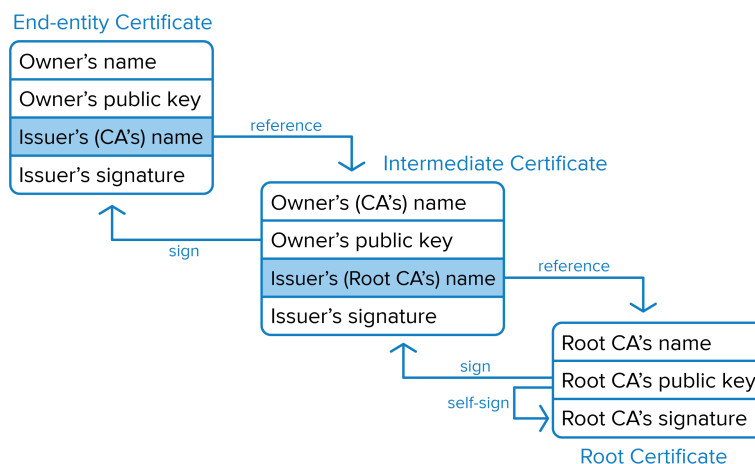 End-entity Certificate
Owner's name
Owner's public key
Issuer's (CA's) name
Issuer's signature
reference
sign
Intermediate Certificate
Owner's (CA's) name
Owner's public key
Issuer's (Root CA's) name
Issuer's signature
reference
sign
self-sign
Root CA's name
Root CA's public key
Root CA's signature
Root Certificate